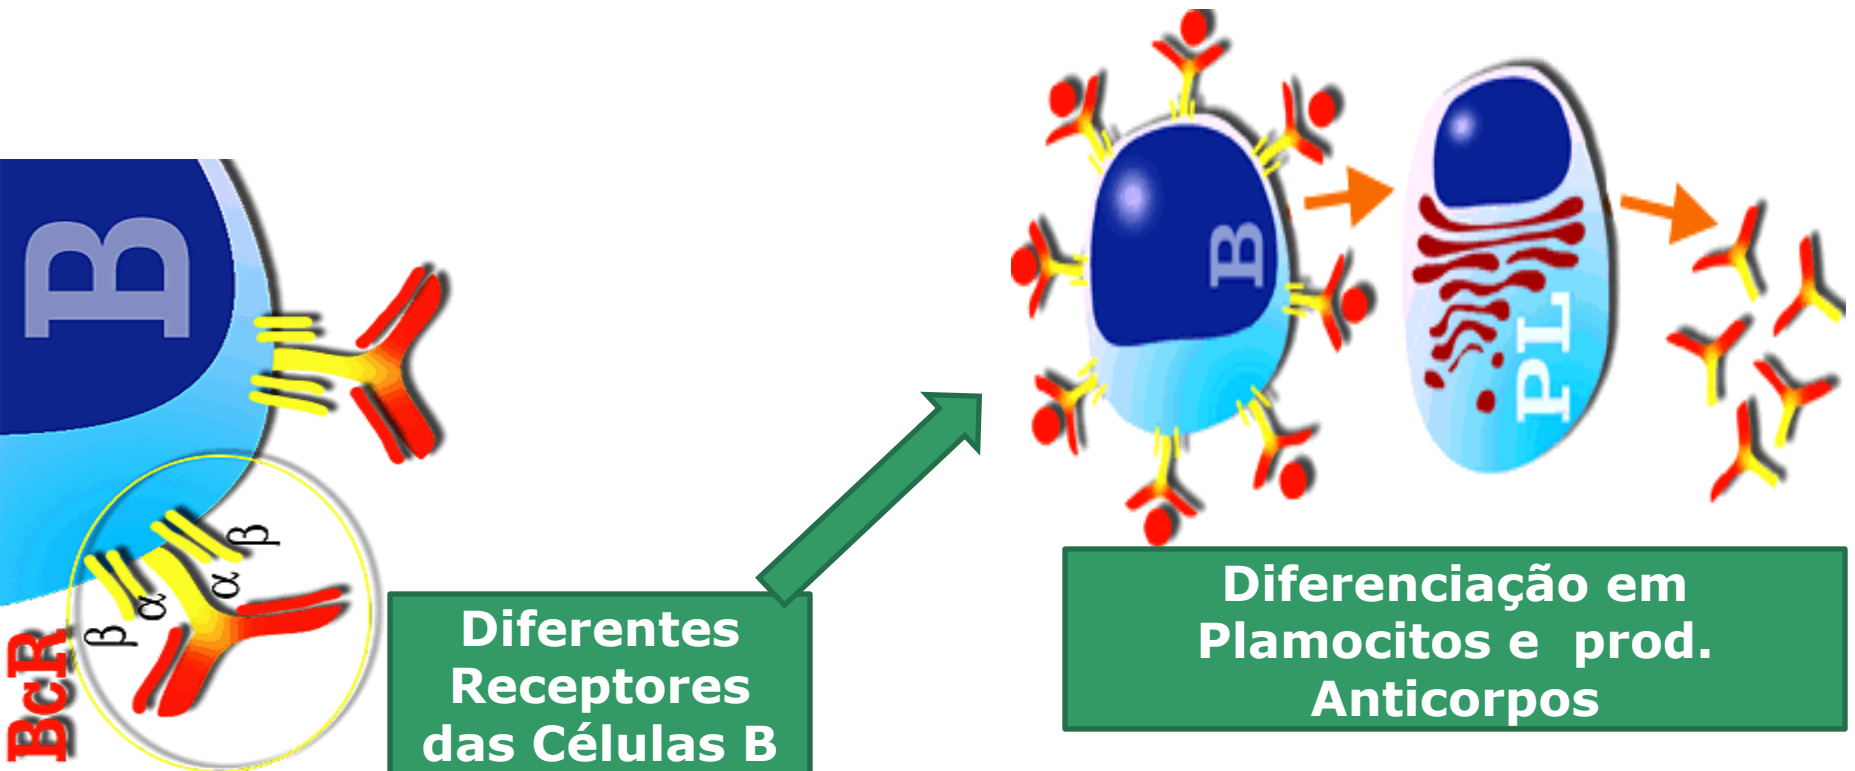 B
β
α
α
β
BcR
Diferentes
Receptores
das Células B
B
PL
Diferenciação em
Plamocitos e  prod.
Anticorpos